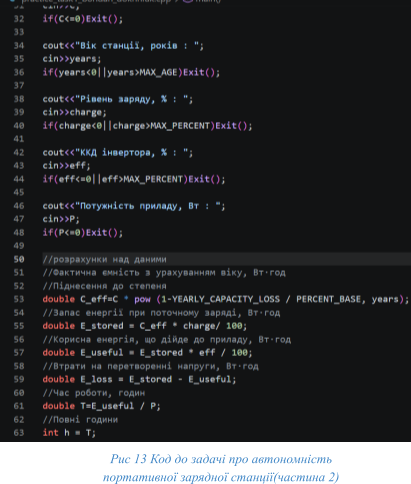 32 if(C<=0)Exit();
33
34 cout<<"Вік станції, років : ";
35 cin>>years;
36 if(years<0||years>MAX_AGE)Exit();
37
38 cout<<"Рівень заряду, % : ";
39 cin>>charge;
40 if(charge<0||charge>MAX_PERCENT)Exit();
41
42 cout<<"ККД інвертора, % : ";
43 cin>>eff;
44 if(eff<=0||eff>MAX_PERCENT)Exit();
45
46 cout<<"Потужність приладу, Вт : ";
47 cin>>P;
48 if(P<=0)Exit();
49
50 //розрахунки над даними
51 //Фактична ємність з урахуванням віку, Вт·год
52 //Піднесення до степеня
53 double C_eff=C * pow (1-YEARLY_CAPACITY_LOSS / PERCENT_BASE, years);
54 //Запас енергії при поточному заряді, Вт·год
55 double E_stored = C_eff * charge/ 100;
56 //Корисна енергія, що дійде до приладу, Вт·год
57 double E_useful = E_stored * eff / 100;
58 //Втрати на перетворенні напруги, Вт·год
59 double E_loss = E_stored - E_useful;
60 //Час роботи, годин
61 double T=E_useful / P;
62 //Повні години
63 int h = T;
Рис 13 Код до задачі про автономність
портативної зарядної станції(частина 2)